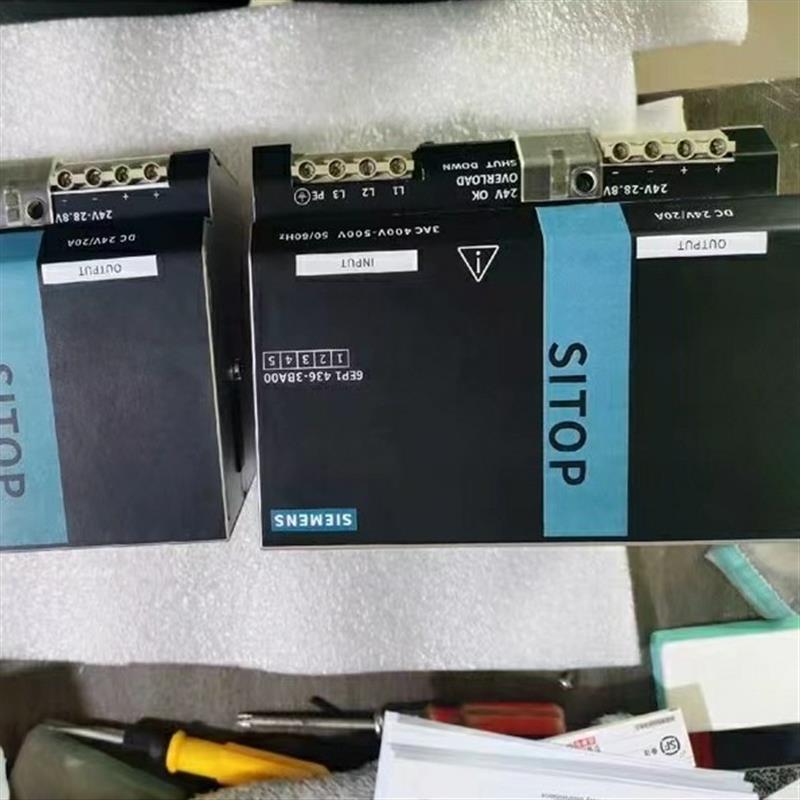 24V-28.8V
- - + +
DC 24V/20A
OUTPUT
SITOP
SIEMENS
6EP1 436-3BA00
1 2 3 4 5
INPUT
3AC 400V-500V 50/60Hz
L1 L2 L3 PE
24V OK
OVERLOAD
SHUT DOWN
24V-28.8V
+ + - -
DC 24V/20A
OUTPUT
SITOP
SF